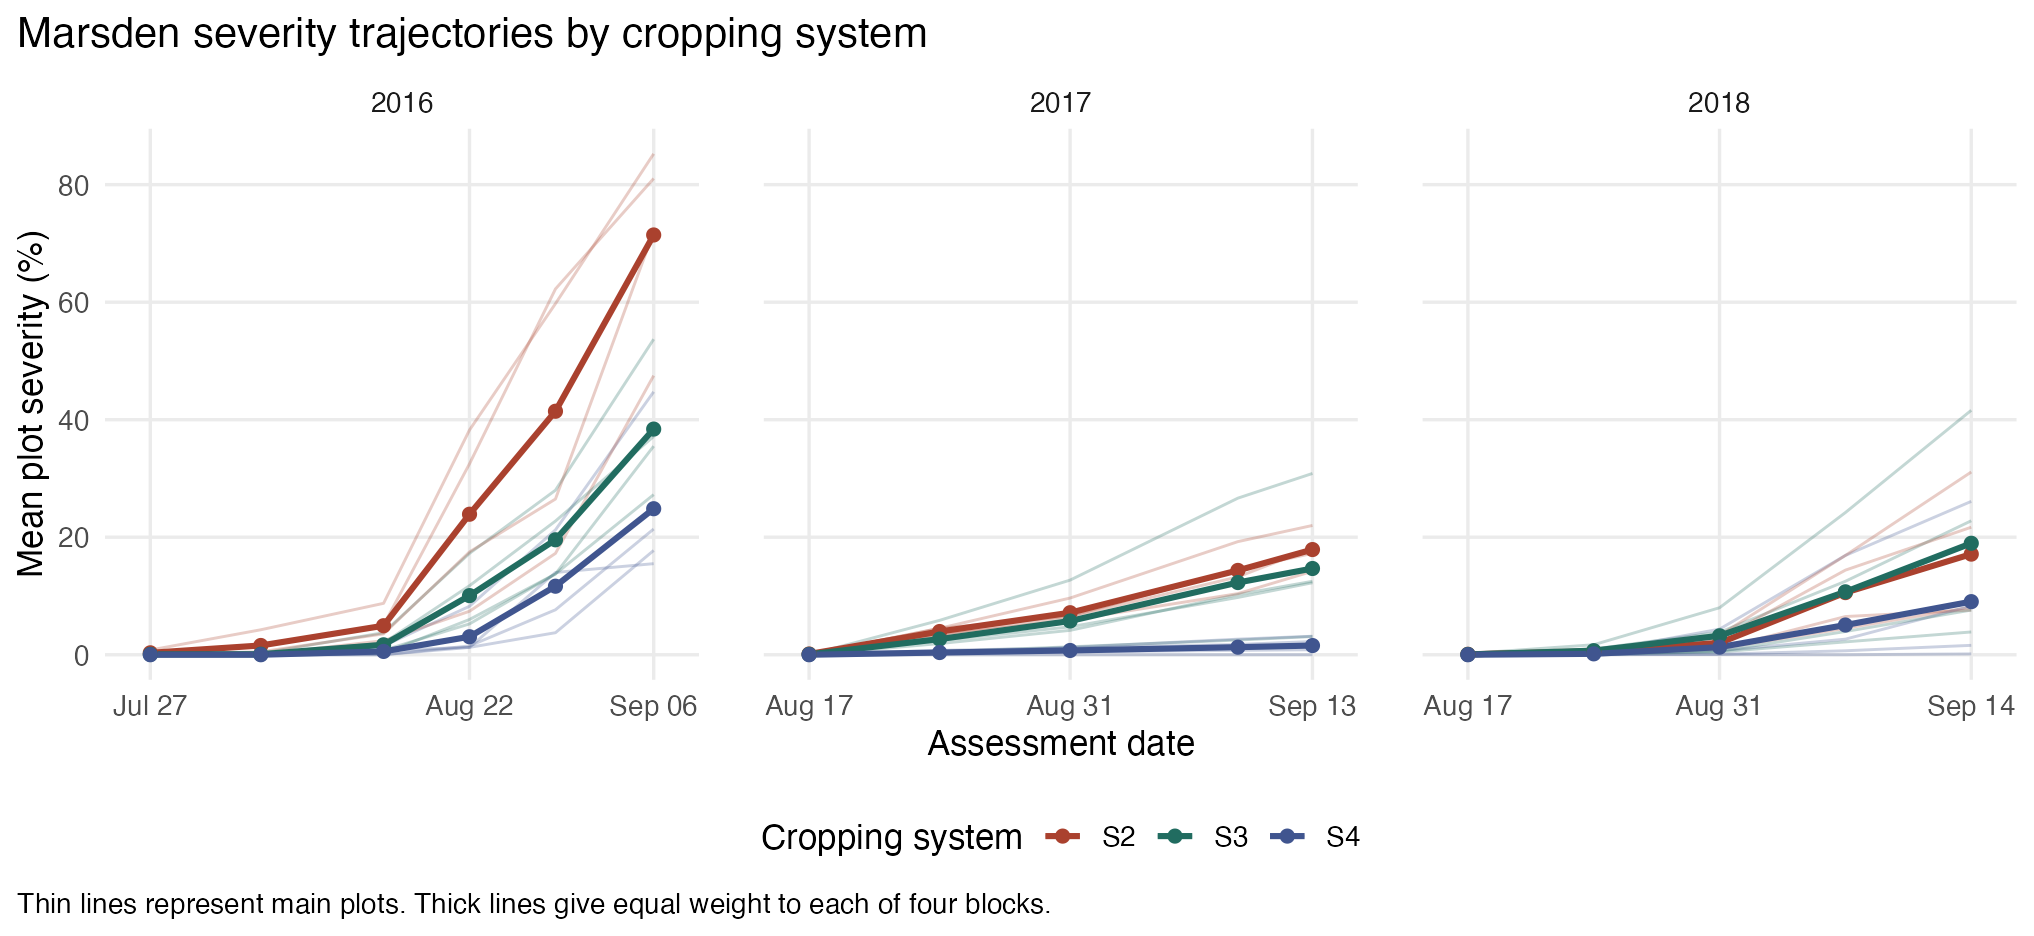 Marsden severity trajectories by cropping system
2016 2017 2018
Mean plot severity (%)
80
60
40
20
0
Jul 27 Aug 22 Sep 06 Aug 17 Aug 31 Sep 13 Aug 17 Aug 31 Sep 14
Assessment date
Cropping system S2 S3 S4
Thin lines represent main plots. Thick lines give equal weight to each of four blocks.